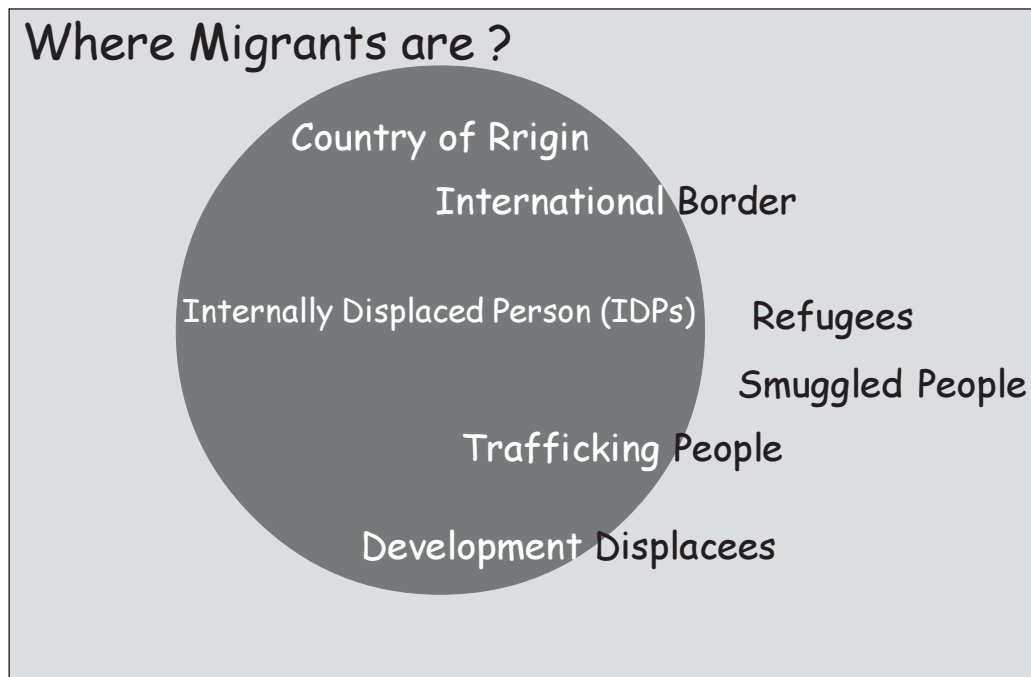 Where Migrants are ?
Country of Rrigin
International Border
Internally Displaced Person (IDPs)
Refugees
Smuggled People
Trafficking People
Development Displacees